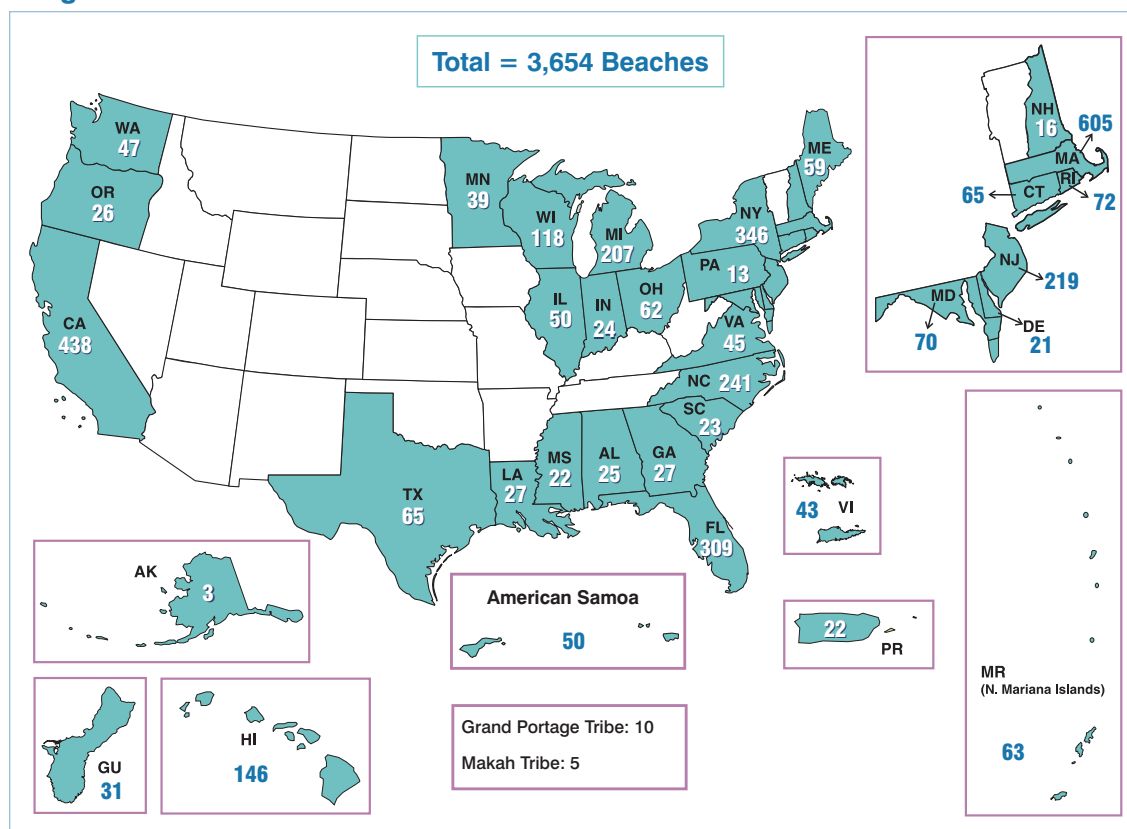 Total = 3,654 Beaches
WA
47
OR
26
CA
438
MN
39
WI
118
MI
207
IL
50
IN
24
OH
62
PA
13
NY
346
ME
59
VA
45
NC 241
SC
23
GA
27
AL
25
MS
22
LA
27
TX
65
FL
309
NH
16
605
MA
RI
CT
65
72
NJ
219
MD
70
DE
21
43
VI
22
PR
MR
(N. Mariana Islands)
63
AK
3
American Samoa
50
GU
31
HI
146
Grand Portage Tribe: 10
Makah Tribe: 5